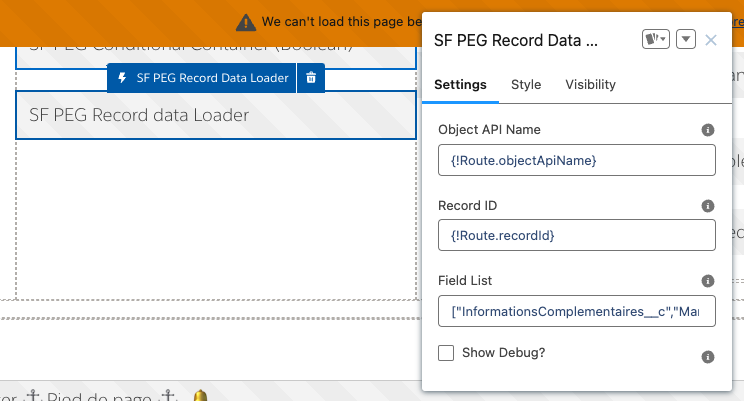 We can't load this page be
SF PEG Conditional Container (Boolean)
SF PEG Record Data Loader
SF PEG Record data Loader
SF PEG Record Data ...
Settings Style Visibility
Object API Name
{!Route.objectApiName}
Record ID
{!Route.recordId}
Field List
["InformationsComplementaires__c","Mar
Show Debug?
Pied de page